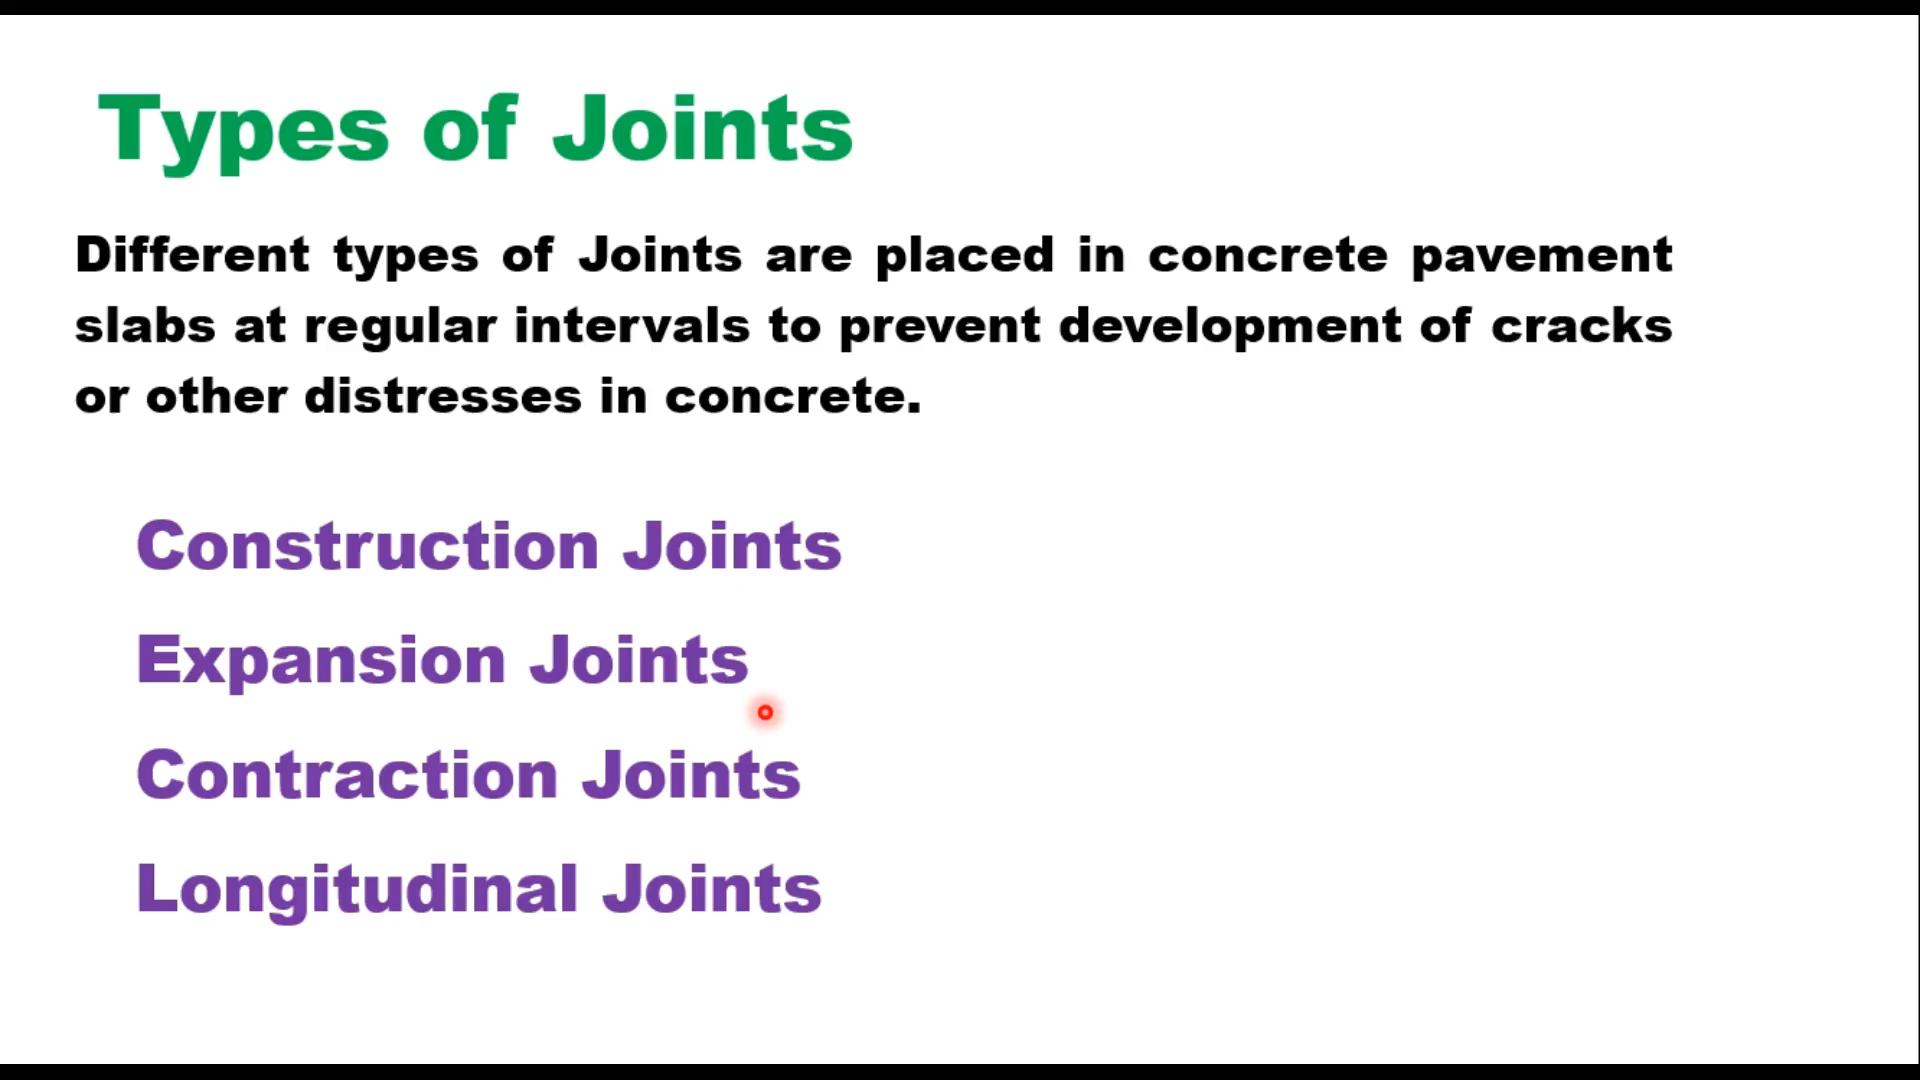 Types of Joints
Different types of Joints are placed in concrete pavement
slabs at regular intervals to prevent development of cracks
or other distresses in concrete.
Construction Joints
Expansion Joints
Contraction Joints
Longitudinal Joints